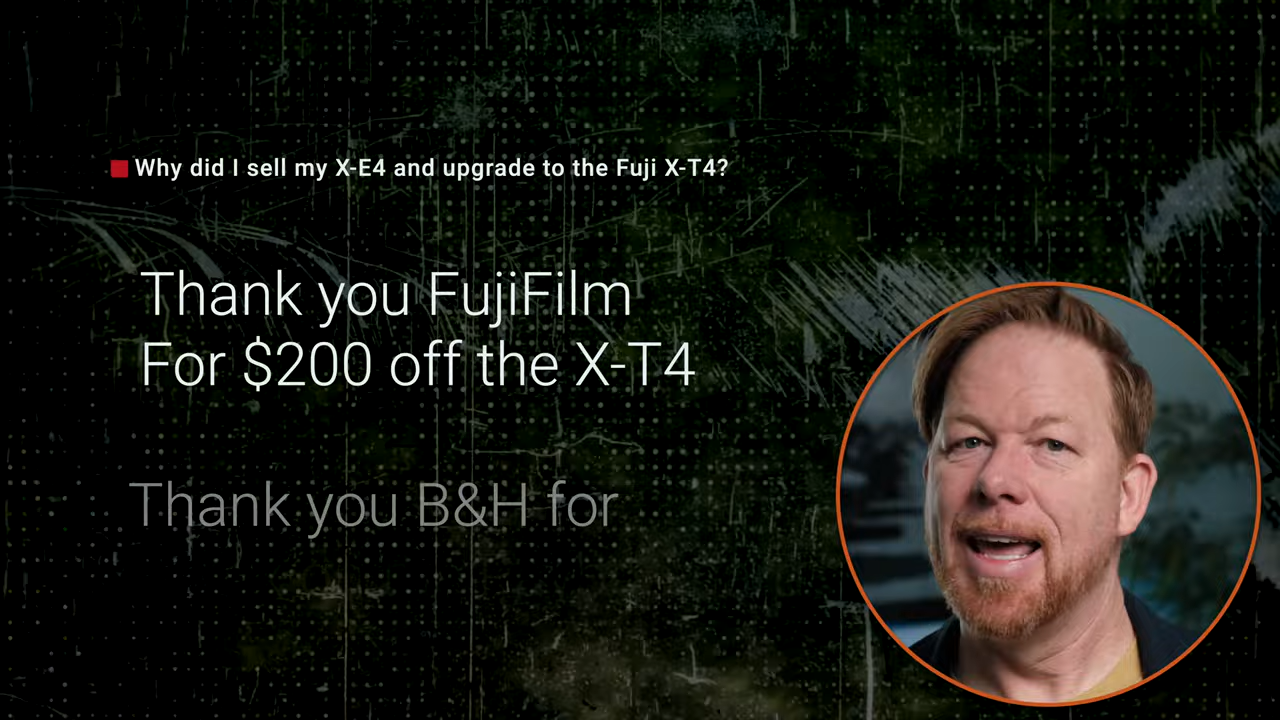 Why did I sell my X-E4 and upgrade to the Fuji X-T4?
Thank you FujiFilm
For $200 off the X-T4
Thank you B&H for